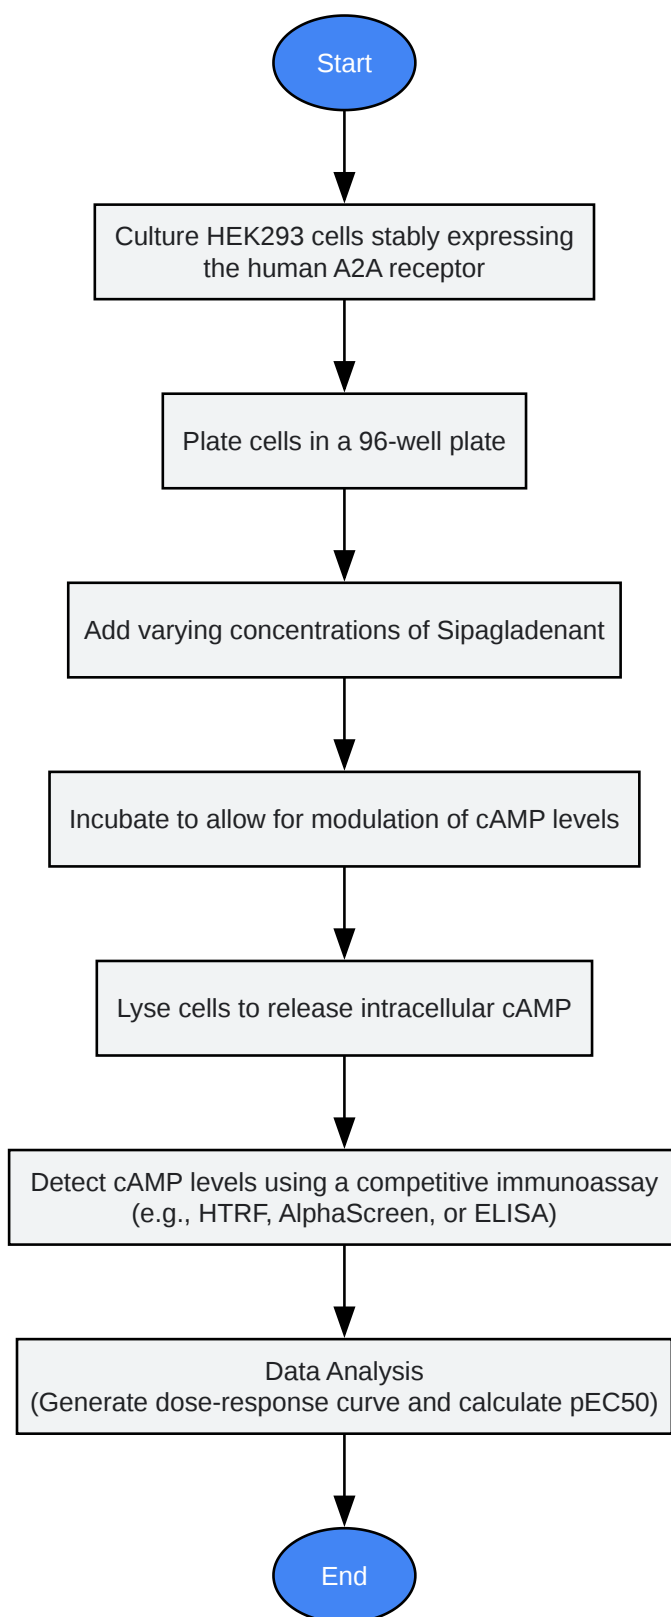 Start
Culture HEK293 cells stably expressing
the human A2A receptor
Plate cells in a 96-well plate
Add varying concentrations of Sipagladenant
Incubate to allow for modulation of cAMP levels
Lyse cells to release intracellular cAMP
Detect cAMP levels using a competitive immunoassay
(e.g., HTRF, AlphaScreen, or ELISA)
Data Analysis
(Generate dose-response curve and calculate pEC50)
End